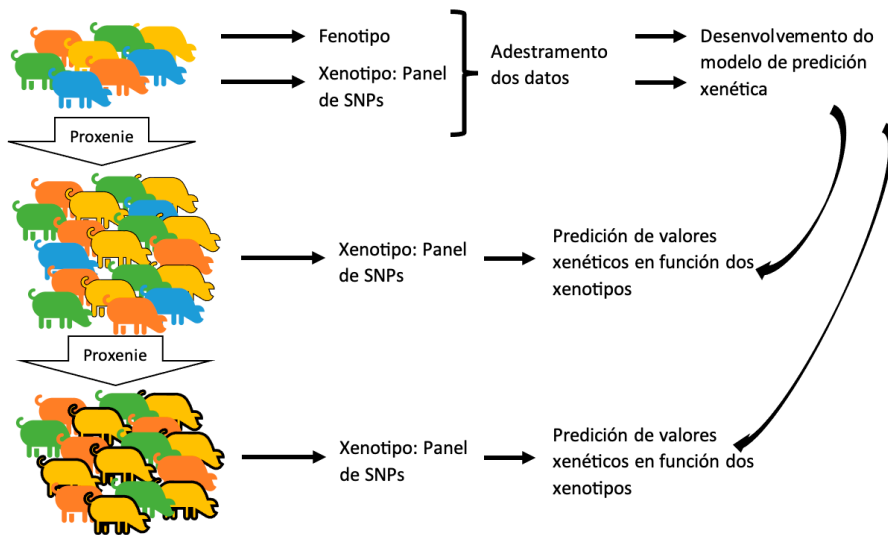 Fenotipo
Xenotipo: Panel
de SNPs
Adestramento
dos datos
Desenvolvemento do
modelo de predición
xenética
Proxenie
Xenotipo: Panel
de SNPs
Predición de valores
xenéticos en función dos
xenotipos
Proxenie
Xenotipo: Panel
de SNPs
Predición de valores
xenéticos en función dos
xenotipos